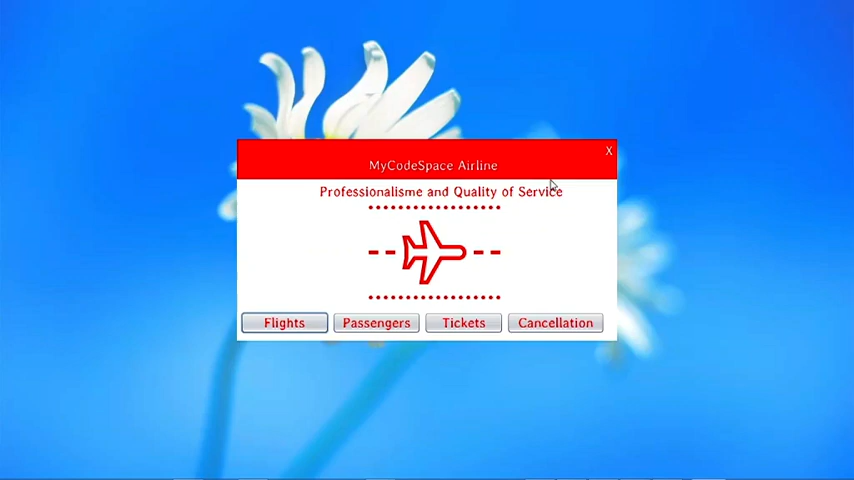 X
MyCodeSpace Airline
Professionalisme and Quality of Service
Flights Passengers Tickets Cancellation